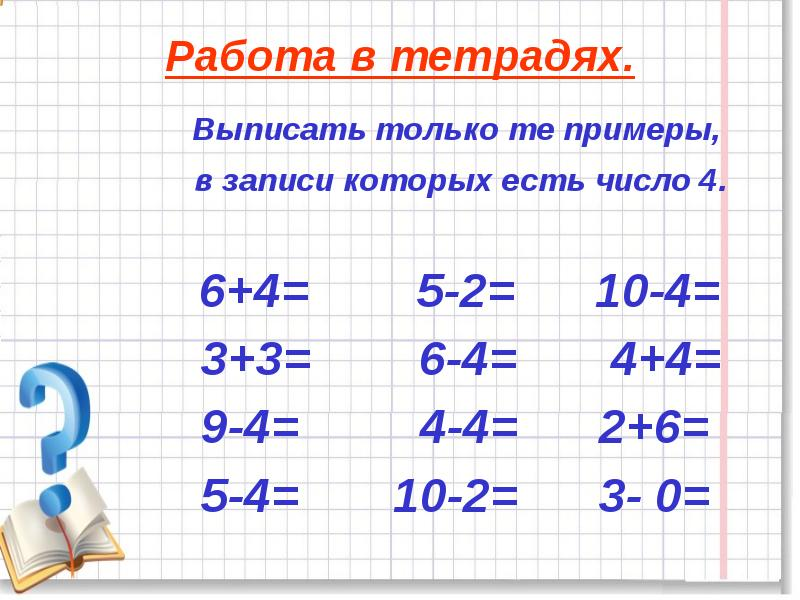 Работа в тетрадях.
Выписать только те примеры,
в записи которых есть число 4.
6+4= 5-2= 10-4=
3+3= 6-4= 4+4=
9-4= 4-4= 2+6=
5-4= 10-2= 3- 0=